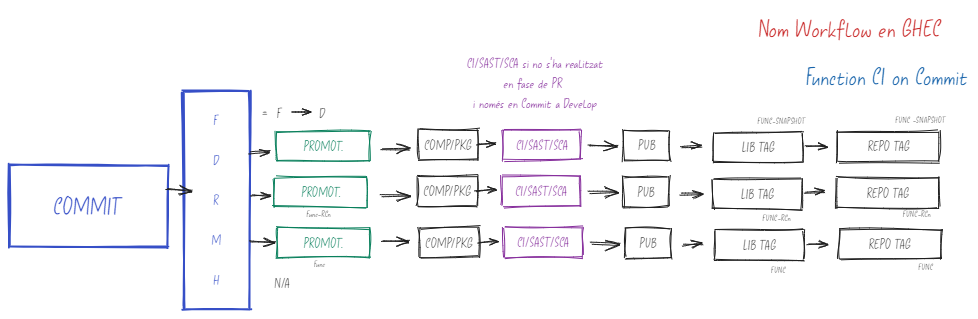 Nom Workflow en GHEC
Function CI on Commit
CI/SAST/SCA si no s'ha realitzat
en fase de PR
i només en Commit a Develop
COMMIT
F
D
R
M
H
= F → D
FUNC-SNAPSHOT
FUNC -SNAPSHOT
PROMOT.
COMP/PKG
CI/SAST/SCA
PUB
LIB TAG
REPO TAG
PROMOT.
COMP/PKG
CI/SAST/SCA
PUB
LIB TAG
REPO TAG
Func-RCn
FUNC-RCn
FUNC-RCn
PROMOT.
COMP/PKG
CI/SAST/SCA
PUB
LIB TAG
REPO TAG
Func
FUNC
FUNC
N/A